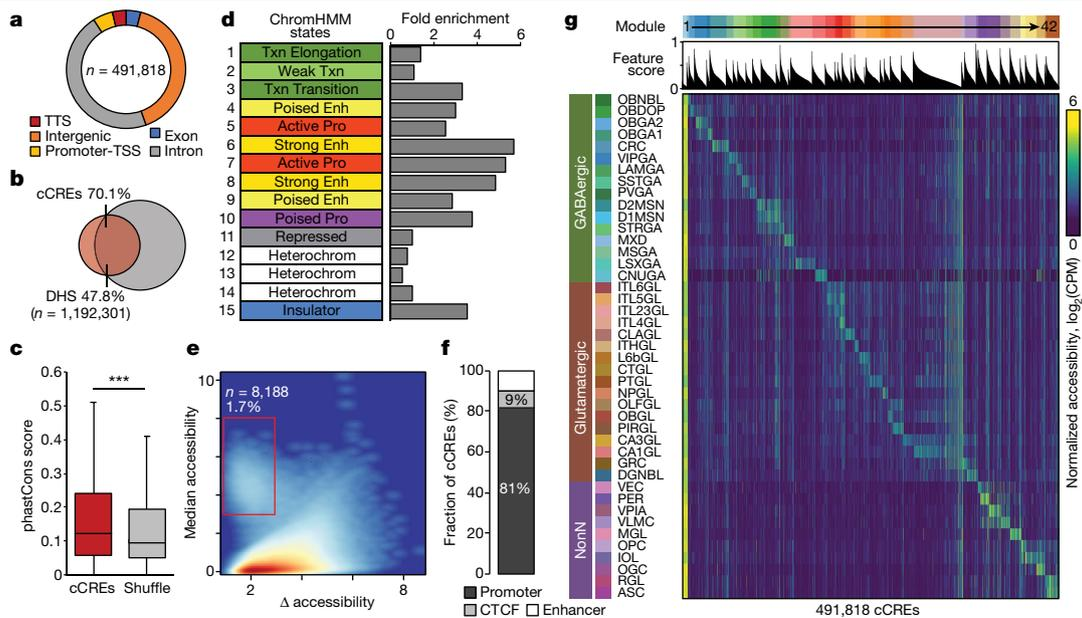 a
n = 491,818
TTS
Intergenic
Promoter-TSS
Exon
Intron
b
cCREs 70.1%
DHS 47.8%
(n = 1,192,301)
c
phastCons score
0.6
0.5
0.4
0.3
0.2
0.1
0
***
cCREs
Shuffle
d
ChromHMM
states
Fold enrichment
0 2 4 6
1 Txn Elongation
2 Weak Txn
3 Txn Transition
4 Poised Enh
5 Active Pro
6 Strong Enh
7 Active Pro
8 Strong Enh
9 Poised Enh
10 Poised Pro
11 Repressed
12 Heterochrom
13 Heterochrom
14 Heterochrom
15 Insulator
e
Median accessibility
10
0
n = 8,188
1.7%
2 8
Δ accessibility
f
Fraction of cCREs (%)
100
80
60
40
20
0
9%
81%
Promoter
CTCF
Enhancer
g
Module
1 42
Feature
score
1
0
GABAergic
OBNBL
OBDOP
OBGA2
OBGA1
CRC
VIPGA
LAMGA
SSTGA
PVGA
D2MSN
D1MSN
STRGA
MXD
MSGA
LSXGA
CNUGA
Glutamatergic
ITL6GL
ITL5GL
ITL23GL
ITL4GL
CLAGL
ITHGL
L6bGL
CTGL
PTGL
NPGL
OLFGL
OBGL
PIRGL
CA3GL
CA1GL
GRC
DGNBL
NonN
VEC
PER
VPIA
VLMC
MGL
OPC
IOL
OGC
RGL
ASC
491,818 cCREs
6
0
Normalized accessiblity, log2(CPM)